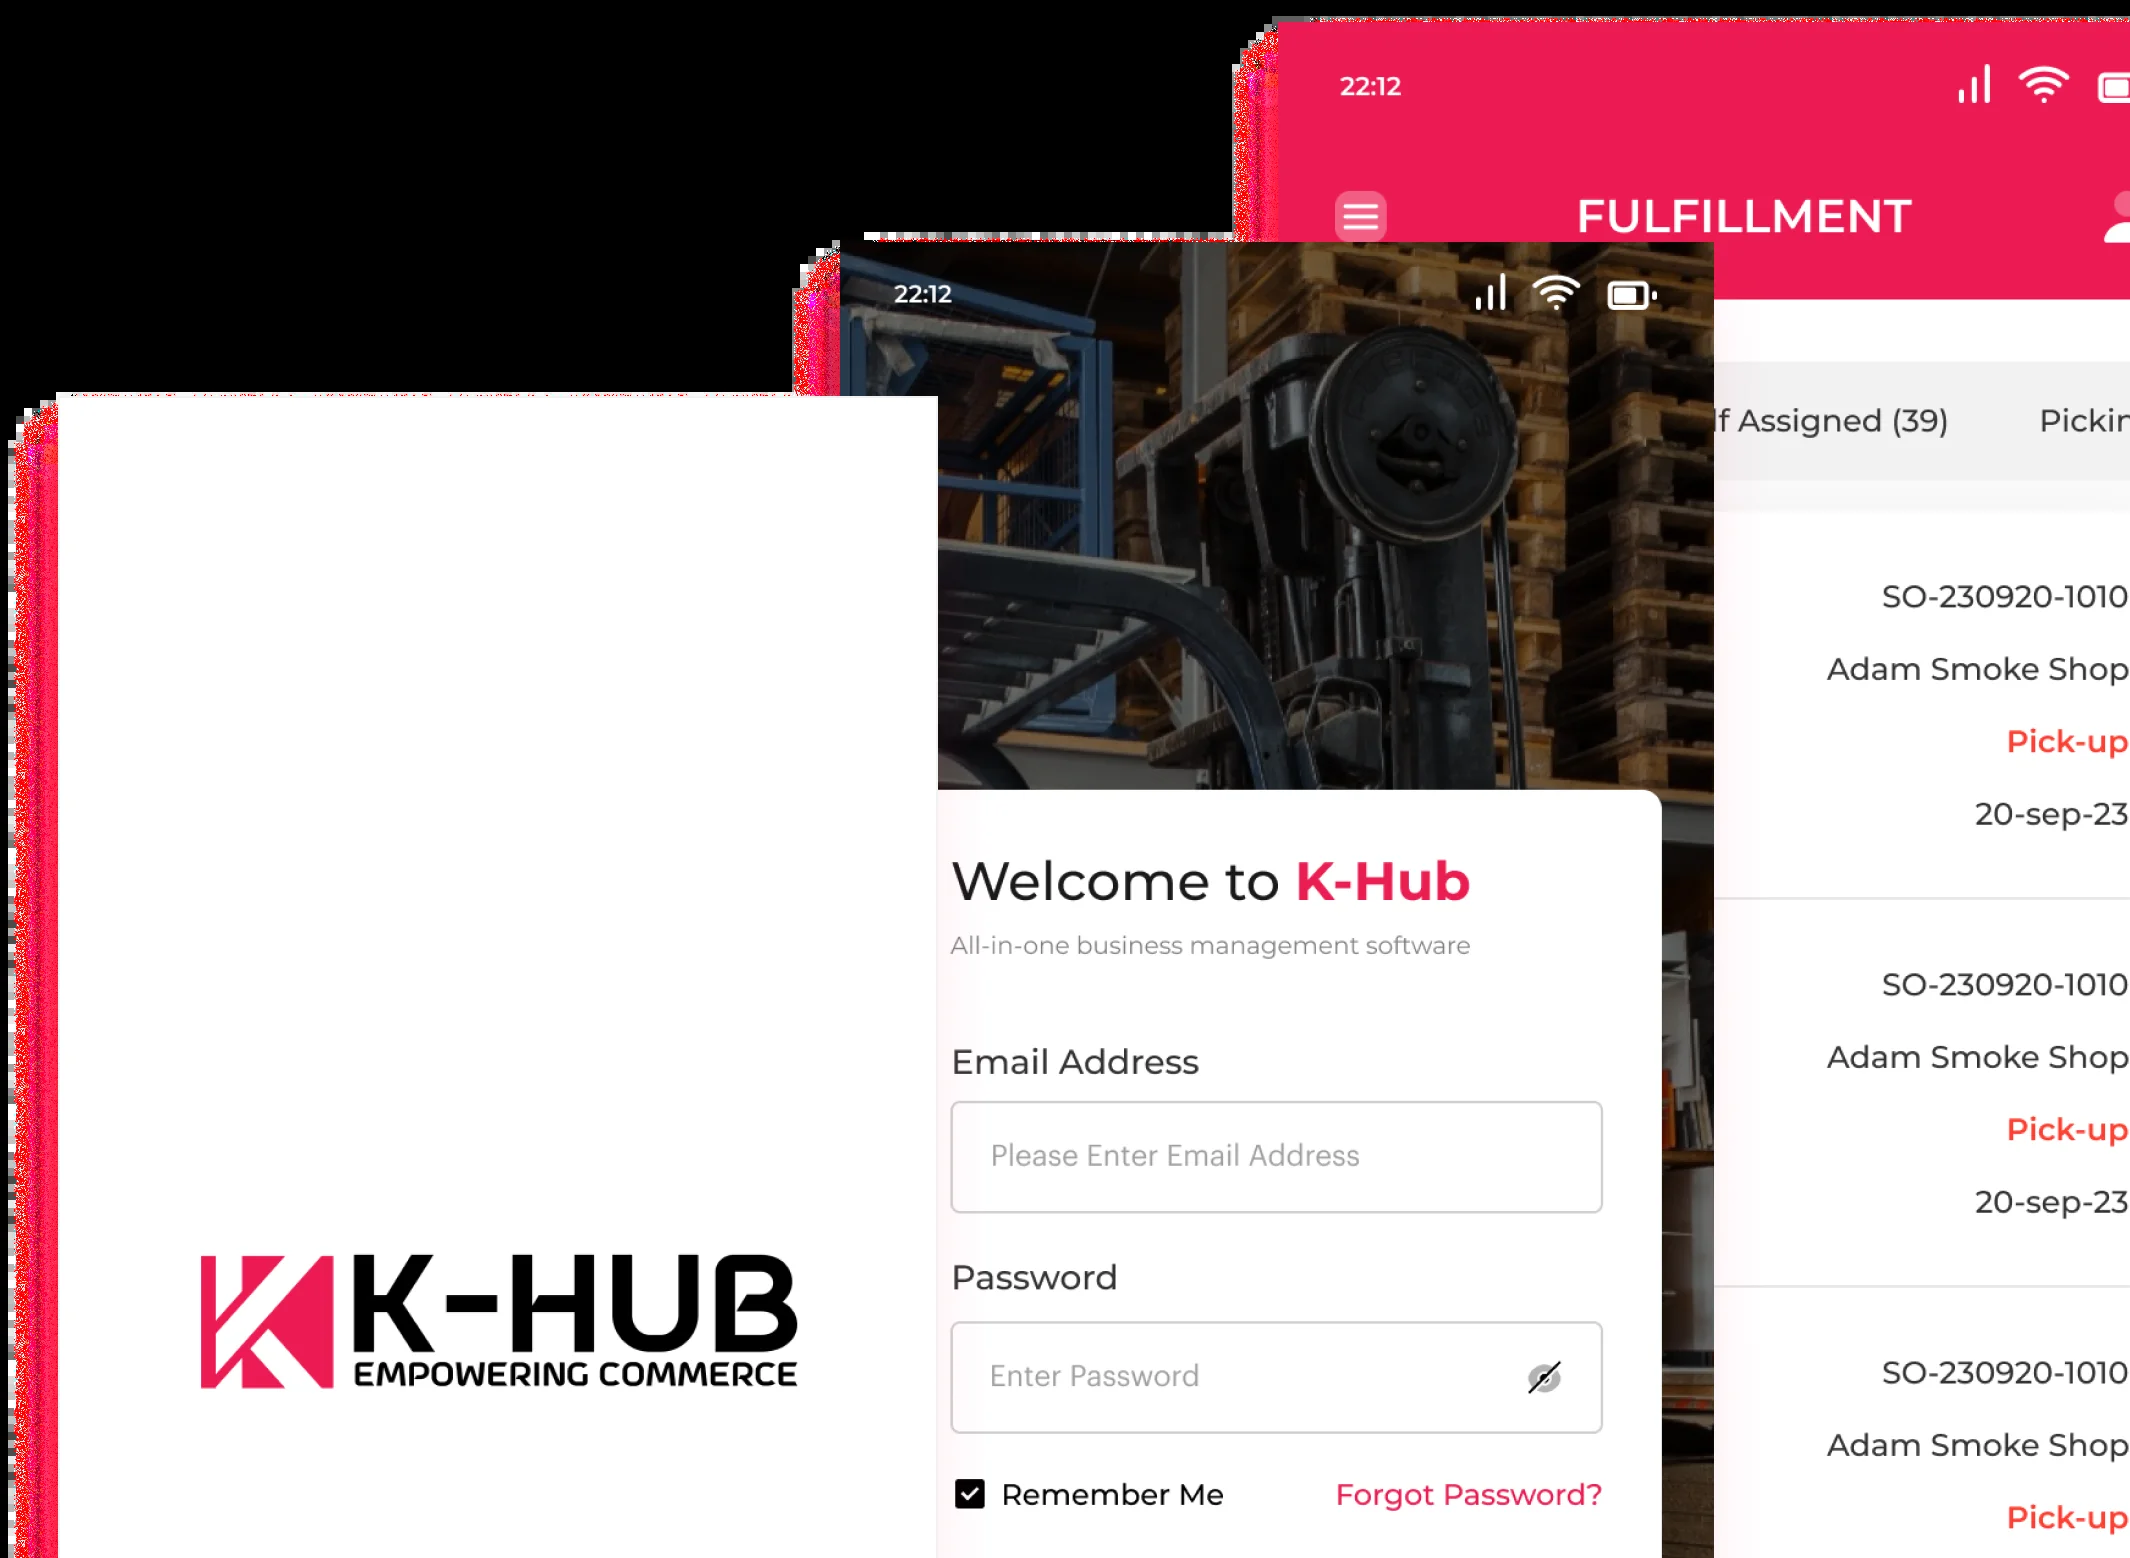 22:12
FULFILLMENT
22:12
Assigned (39)
SO-230920-1010
Adam Smoke Shop
Pick-up
20-sep-23
SO-230920-1010
Adam Smoke Shop
Pick-up
20-sep-23
SO-230920-1010
Adam Smoke Shop
Pick-up
Welcome to K-Hub
All-in-one business management software
Email Address
Please Enter Email Address
Password
Enter Password
Remember Me
Forgot Password?
K-HUB
EMPOWERING COMMERCE